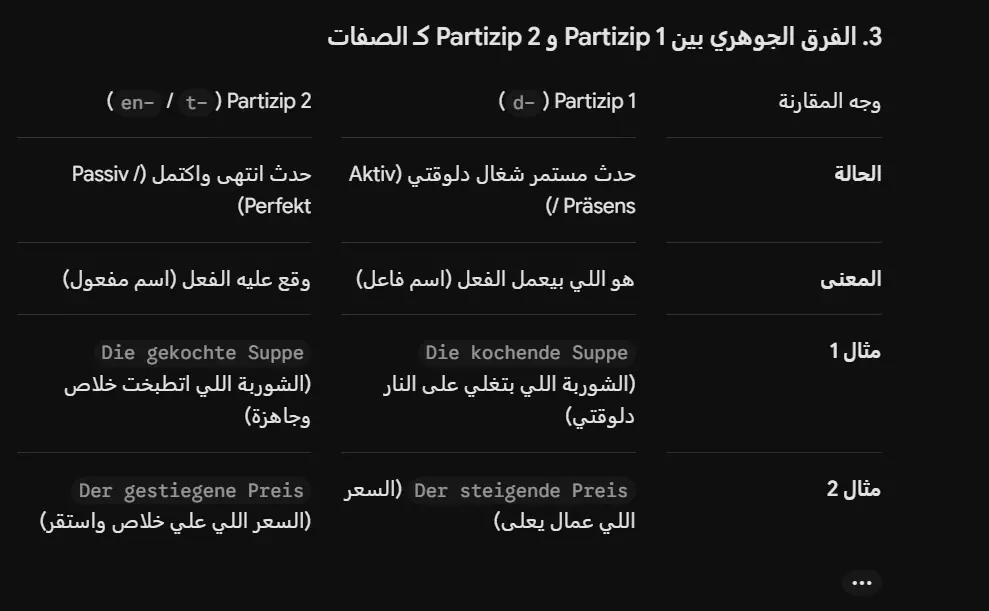 3. الفرق الجوهري بين Partizip 1 و Partizip 2 كـ الصفات
وجه المقارنة
Partizip 1 ( -d )
Partizip 2 ( -t / -en )
الحالة
حدث مستمر شغال دلوقتي (Aktiv
/ Präsens)
حدث انتهى واكتمل (Passiv /
Perfekt)
المعنى
هو اللي بيعمل الفعل (اسم فاعل)
وقع عليه الفعل (اسم مفعول)
مثال 1
Die kochende Suppe
(الشوربة اللي بتغلي على النار
دلوقتي)
Die gekochte Suppe
(الشوربة اللي اتطبخت خلاص
وجاهزة)
مثال 2
Der steigende Preis (السعر
اللي عمال يعلى)
Der gestiegene Preis
(السعر اللي علي خلاص واستقر)